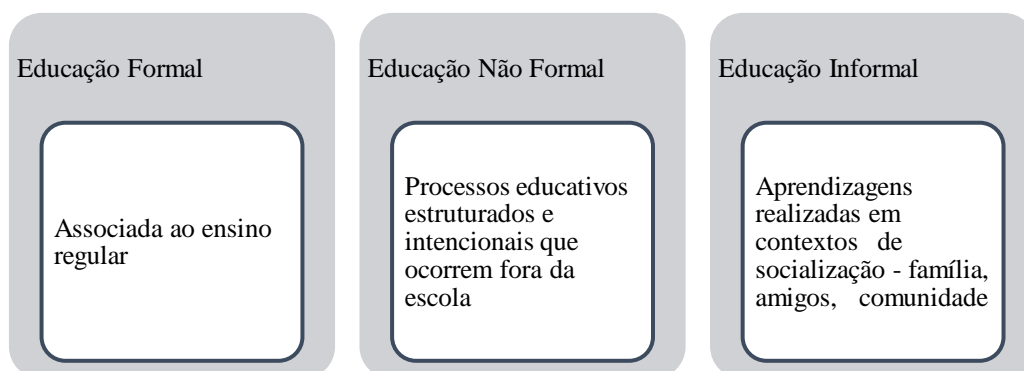 Educação Formal
Associada ao ensino
regular
Educação Não Formal
Processos educativos
estruturados e
intencionais que
ocorrem fora da
escola
Educação Informal
Aprendizagens
realizadas em
contextos de
socialização - família,
amigos, comunidade